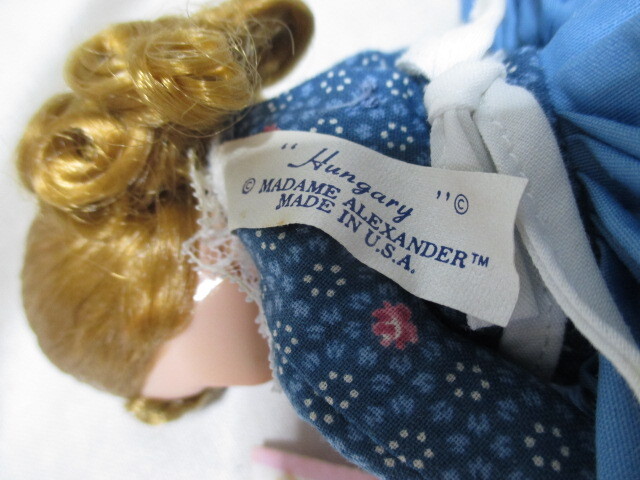 "Hungary" ©
© MADAME ALEXANDER™
MADE IN U.S.A.